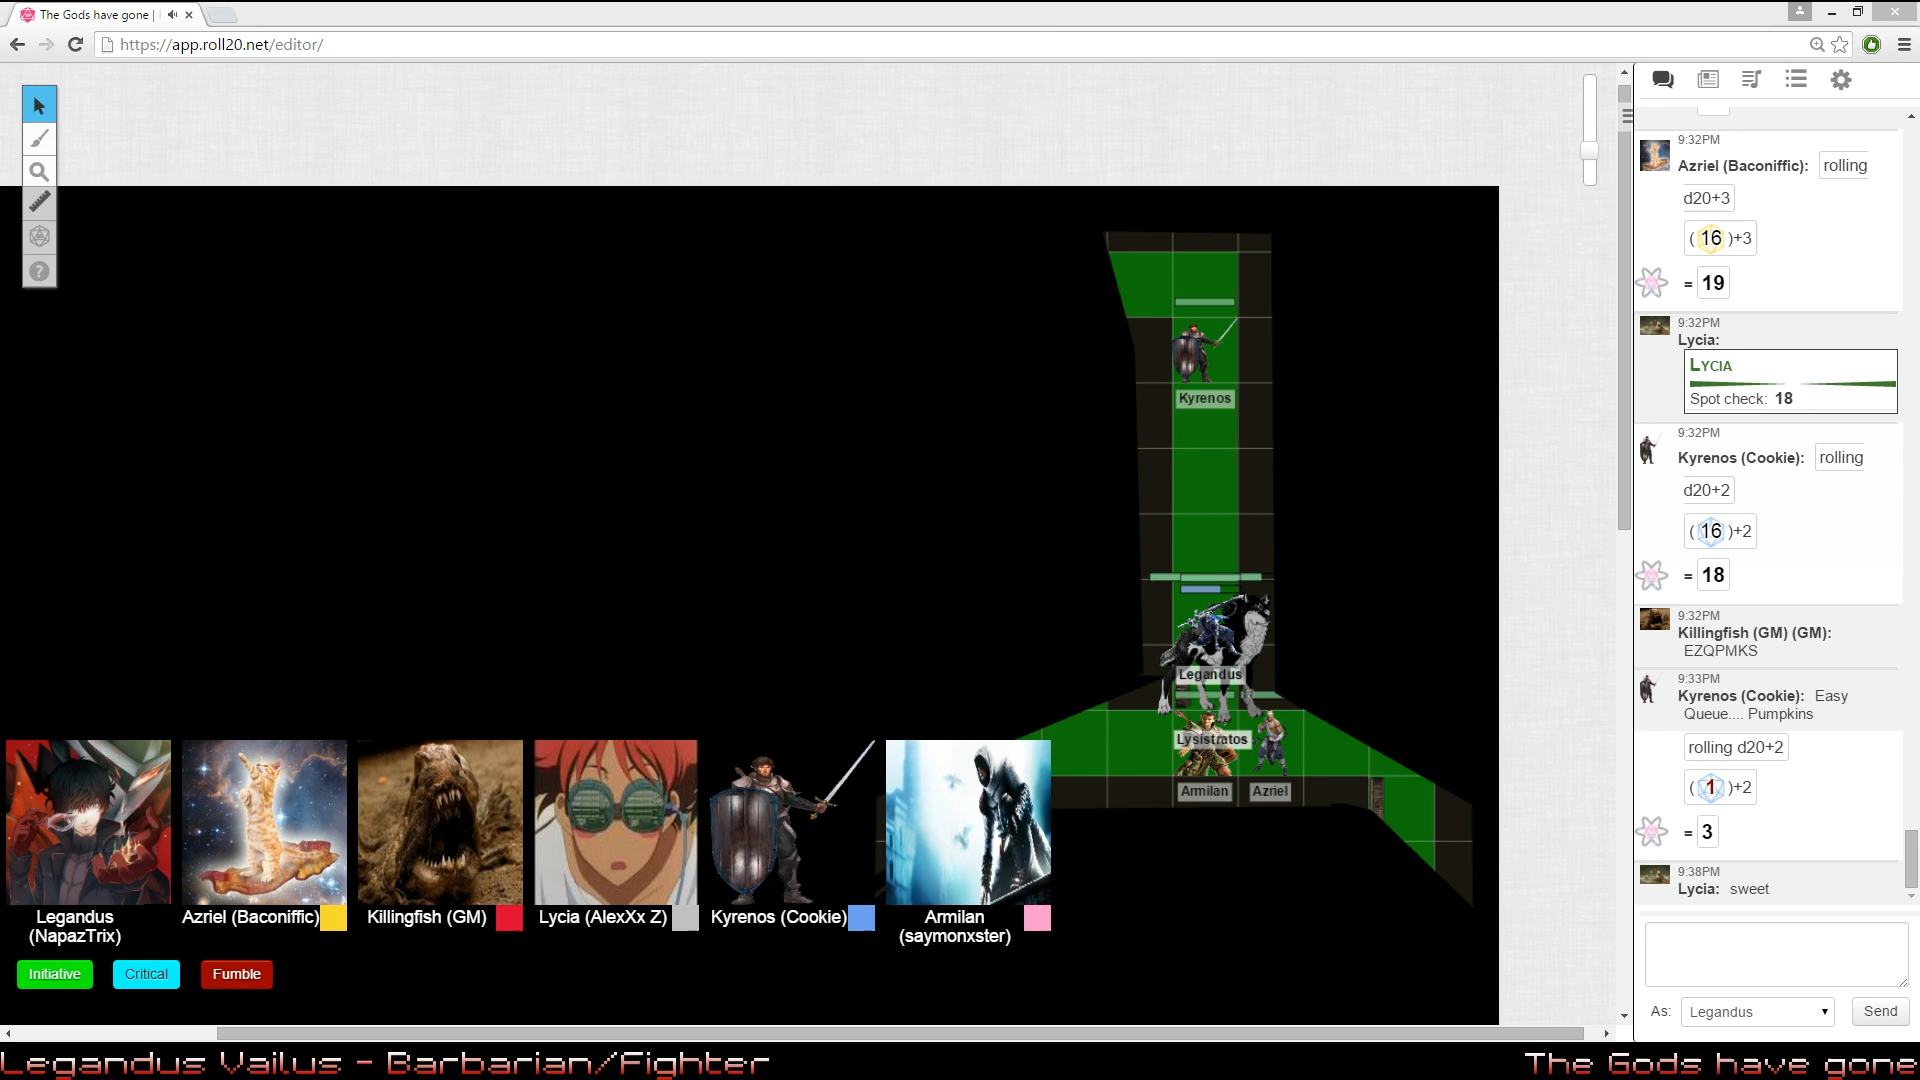 The Gods have gone |
https://app.roll20.net/editor/
9:32PM
Azriel (Baconiffic): rolling
d20+3
(16)+3
= 19
9:32PM
Lycia:
Lycia
Spot check: 18
9:32PM
Kyrenos (Cookie): rolling
d20+2
(16)+2
= 18
9:32PM
Killingfish (GM) (GM):
EZQPMKS
9:33PM
Kyrenos (Cookie): Easy
Queue.... Pumpkins
rolling d20+2
(1)+2
= 3
9:38PM
Lycia: sweet
As: Legandus
Send
Kyrenos
Legandus
Lysistratos
Armilan
Azriel
Legandus
(NapazTrix)
Azriel (Baconiffic)
Killingfish (GM)
Lycia (AlexXx Z)
Kyrenos (Cookie)
Armilan
(saymonxster)
Initiative
Critical
Fumble
Legandus Vailus - Barbarian/Fighter
The Gods have gone